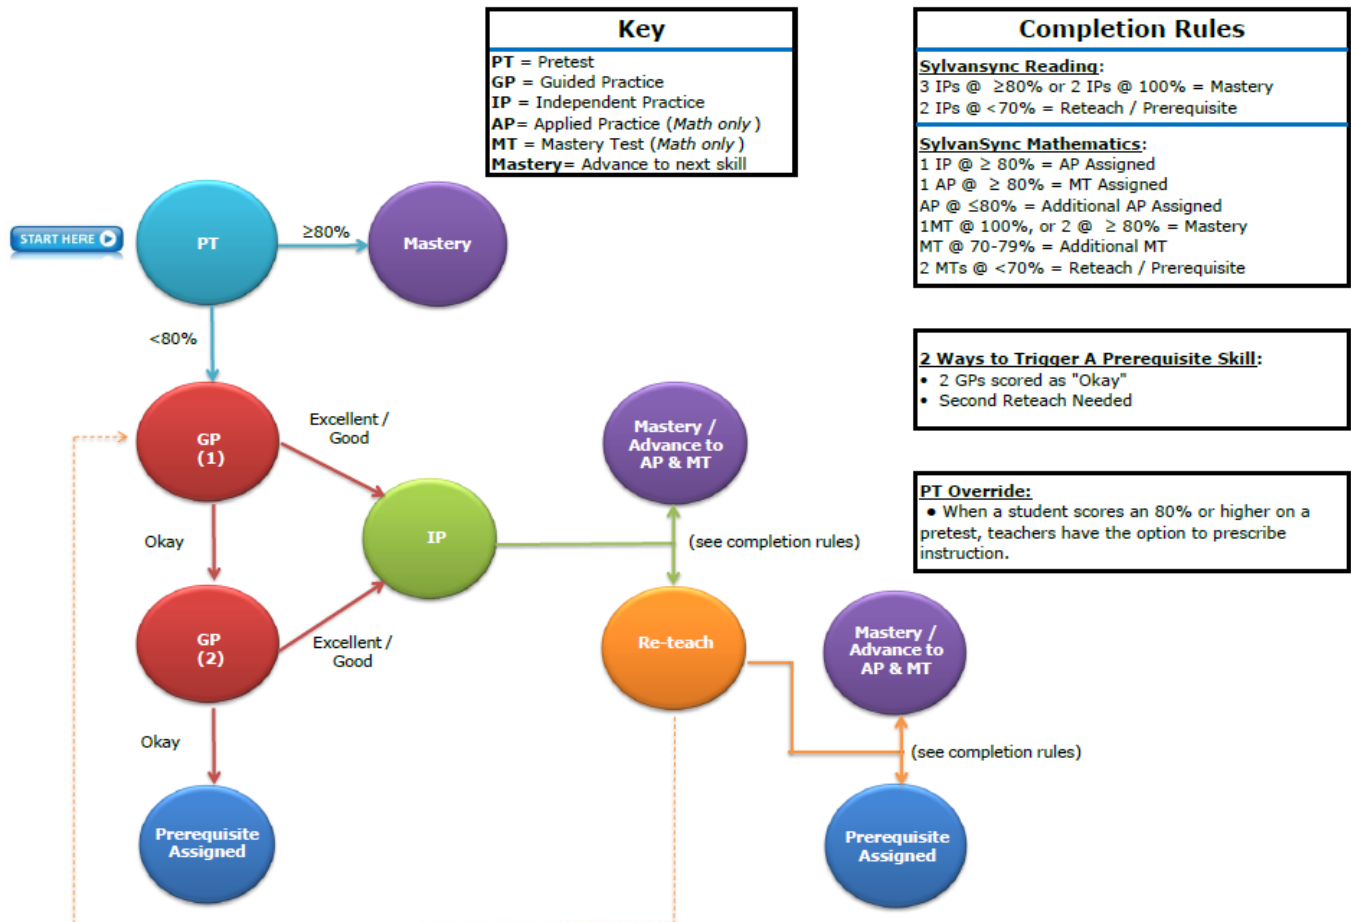 Key
PT = Pretest
GP = Guided Practice
IP = Independent Practice
AP= Applied Practice (Math only )
MT = Mastery Test (Math only )
Mastery= Advance to next skill
Completion Rules
Sylvansync Reading:
3 IPs @ ≥80% or 2 IPs @ 100% = Mastery
2 IPs @ <70% = Reteach / Prerequisite
SylvanSync Mathematics:
1 IP @ ≥ 80% = AP Assigned
1 AP @ ≥ 80% = MT Assigned
AP @ ≤80% = Additional AP Assigned
1MT @ 100%, or 2 @ ≥ 80% = Mastery
MT @ 70-79% = Additional MT
2 MTs @ <70% = Reteach / Prerequisite
START HERE
PT
≥80%
Mastery
<80%
2 Ways to Trigger A Prerequisite Skill:
• 2 GPs scored as "Okay"
• Second Reteach Needed
GP
(1)
Excellent /
Good
Mastery /
Advance to
AP & MT
PT Override:
• When a student scores an 80% or higher on a
pretest, teachers have the option to prescribe
instruction.
Okay
IP
(see completion rules)
GP
(2)
Excellent /
Good
Re-teach
Mastery /
Advance to
AP & MT
Okay
(see completion rules)
Prerequisite
Assigned
Prerequisite
Assigned